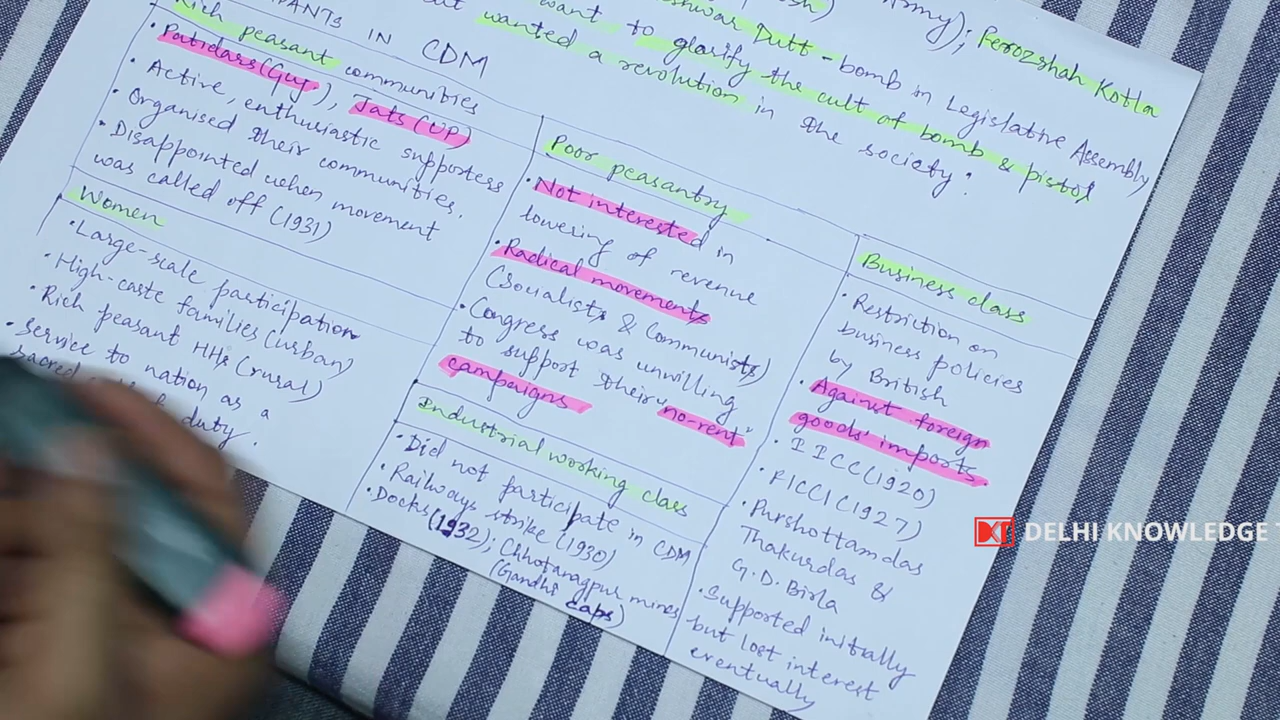 Army); Ferozshah Kotla
Dutt - bomb in Legislative Assembly
want to glorify the cult of bomb & pistol
wanted a revolution in the society.
IN CDM
Rich peasant communities
• Patidars (Guj), Jats (UP)
• Active, enthusiastic supporters
• Organised their communities.
• Disappointed when movement
was called off (1931)
Women
• Large-scale participation
• High-caste families (urban)
• Rich peasant HHs (rural)
• Service to nation as a
duty.
Poor peasantry
• Not interested in
lowering of revenue
• Radical movements
(Socialists & Communists)
• Congress was unwilling
to support their "no-rent"
campaigns
Industrial working class
• Did not participate in CDM
• Railways strike (1930)
• Docks (1932); Chhotanagpur mines
(Gandhi caps)
Business class
• Restriction on
business policies
by British
• Against foreign
goods' imports
• IICC (1920)
• FICCI (1927)
• Purshottamdas
Thakurdas &
G.D. Birla
• Supported initially
but lost interest
eventually
DELHI KNOWLEDGE